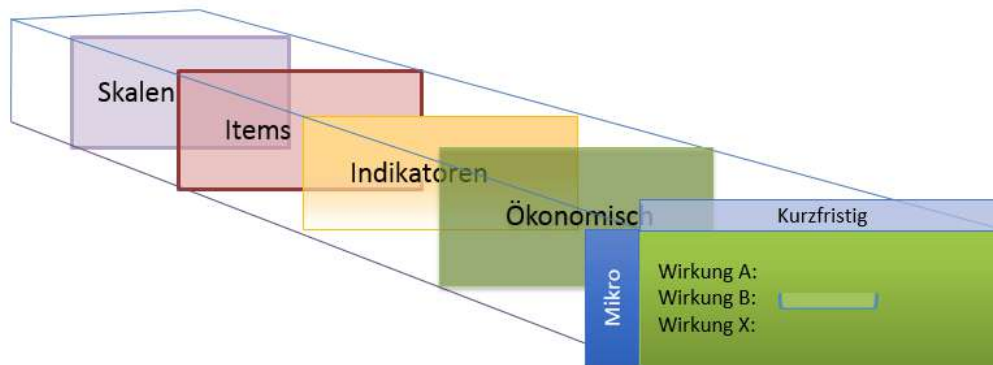 Skalen
Items
Indikatoren
Ökonomisch
Kurzfristig
Mikro
Wirkung A:
Wirkung B:
Wirkung X: